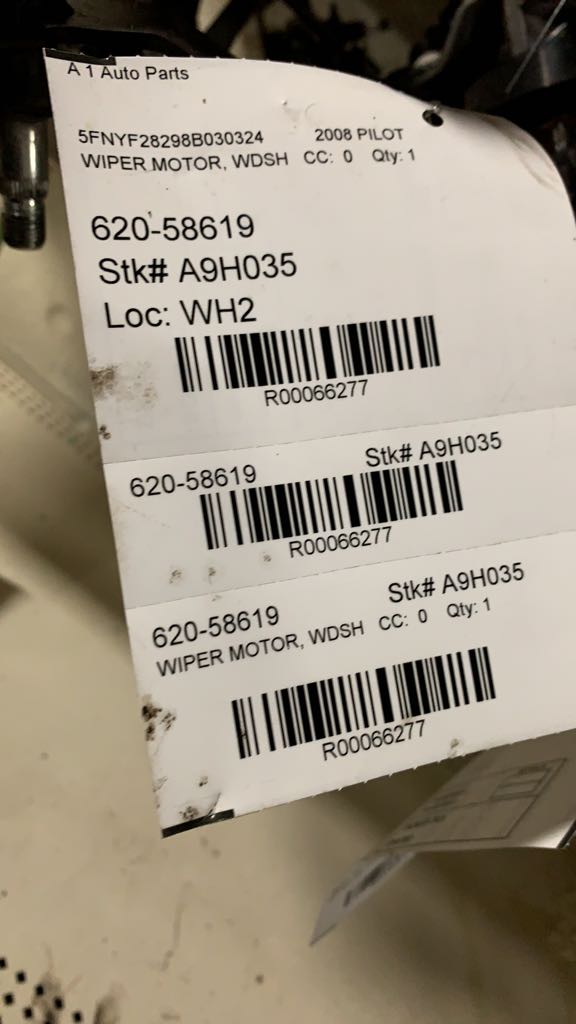 A 1 Auto Parts
5FNYF28298B030324 2008 PILOT
WIPER MOTOR, WDSH CC: 0 Qty: 1
620-58619
Stk# A9H035
Loc: WH2
R00066277
620-58619 Stk# A9H035
R00066277
620-58619 Stk# A9H035
WIPER MOTOR, WDSH CC: 0 Qty: 1
R00066277